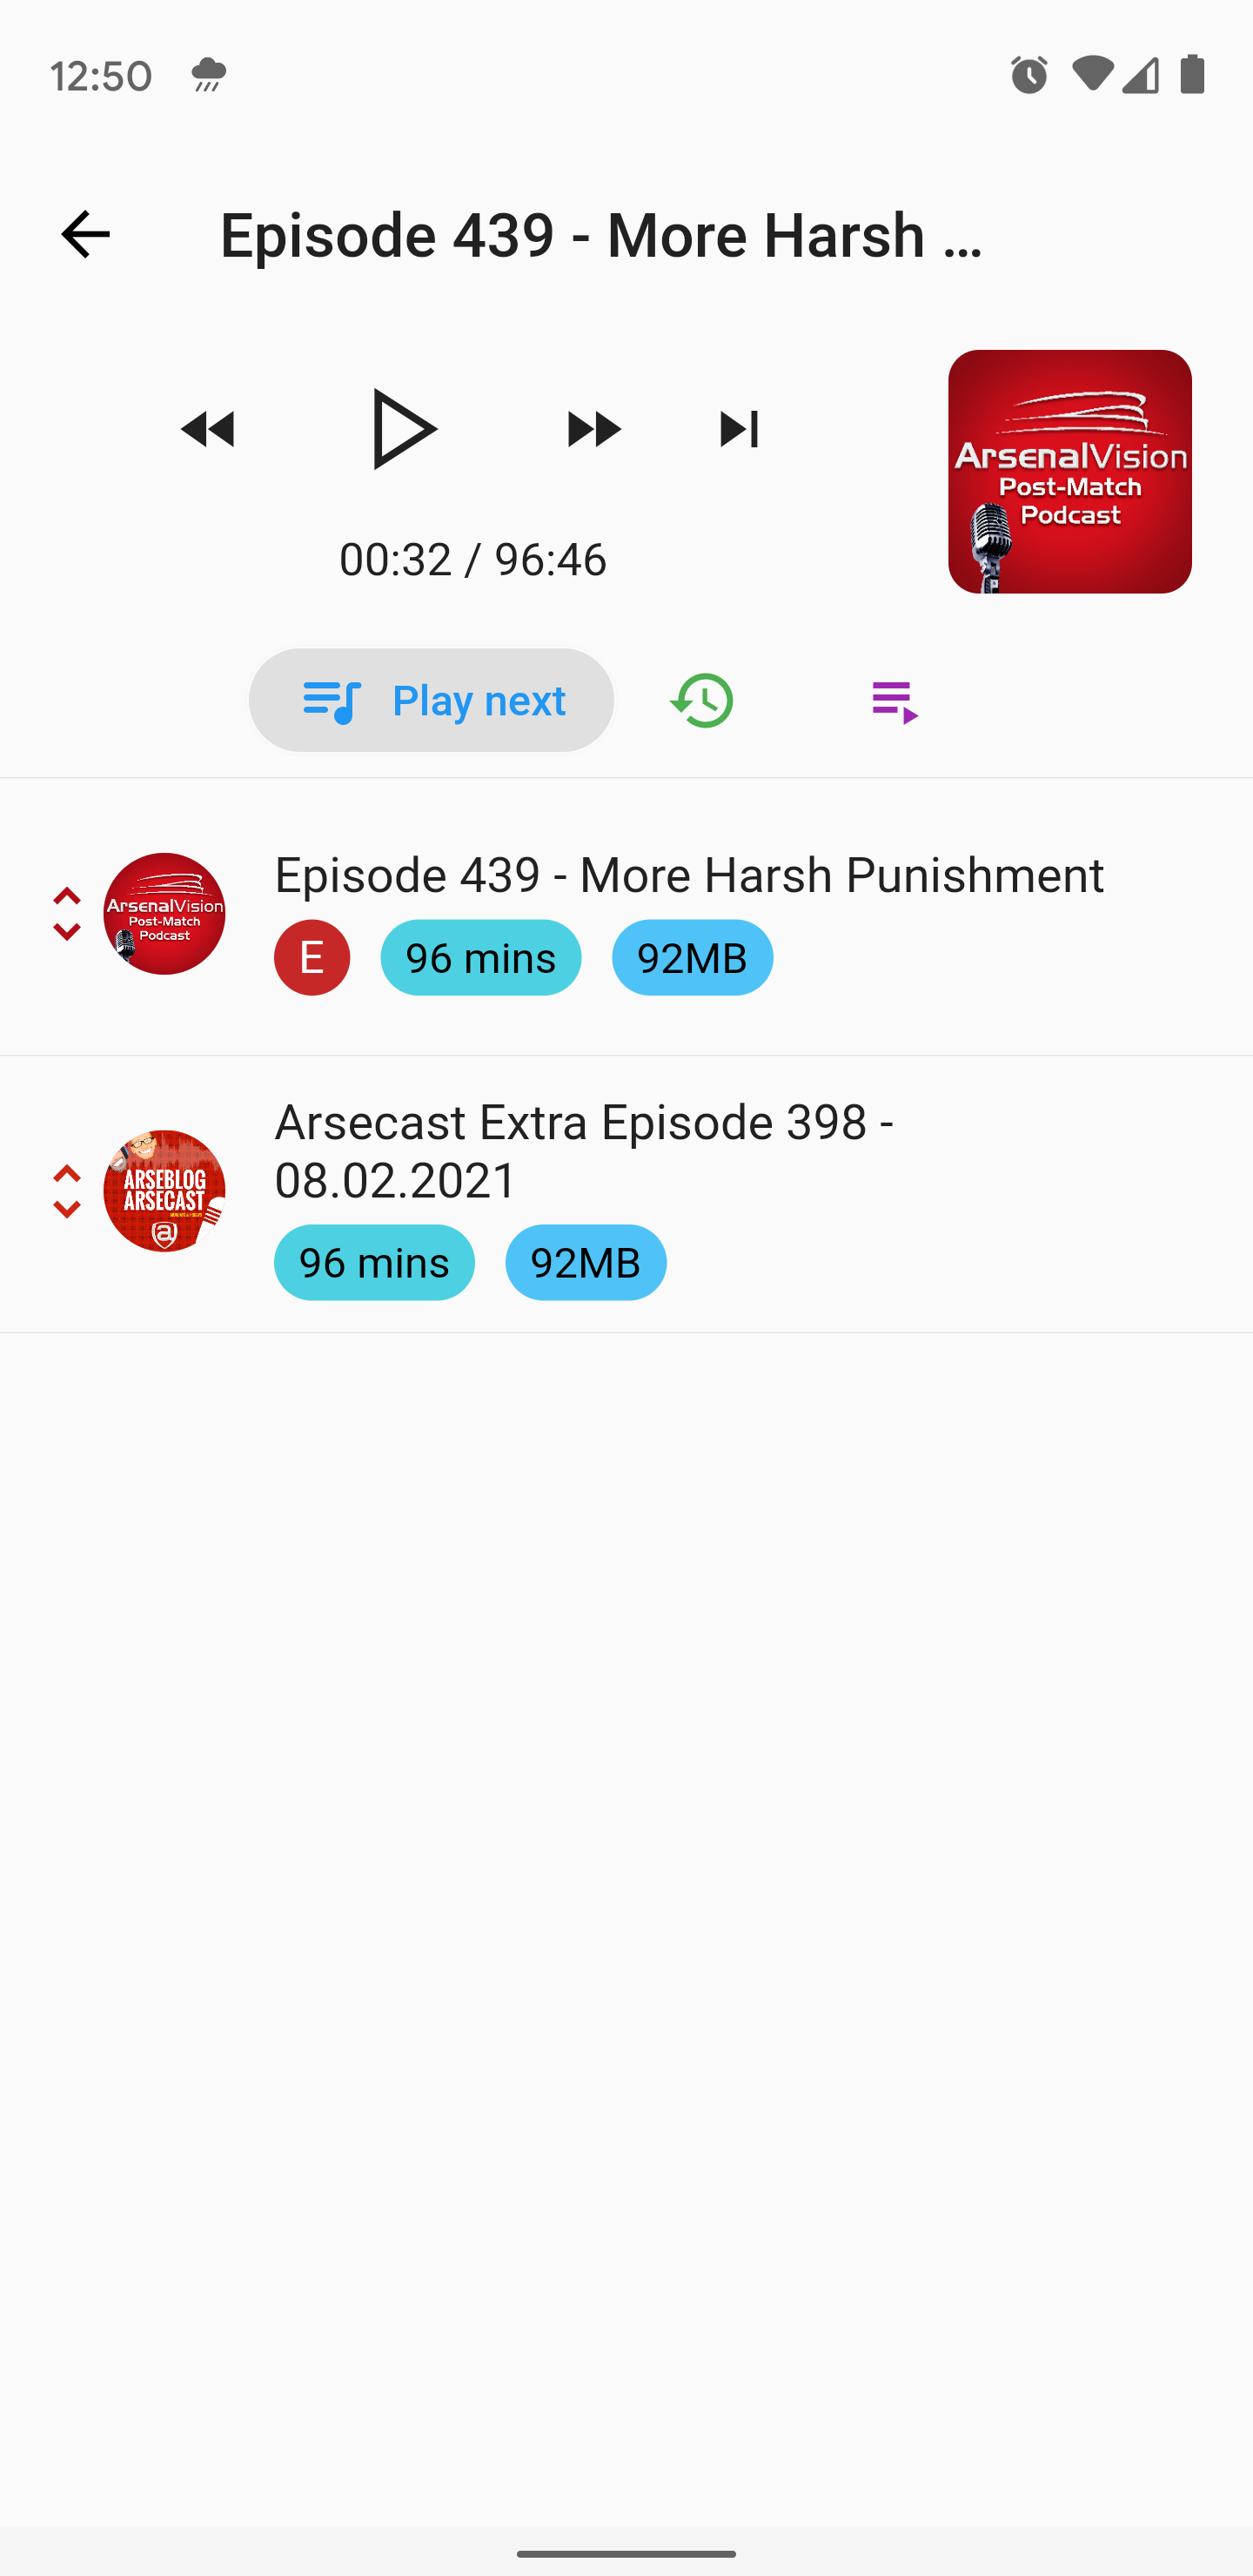 12:50
Episode 439 - More Harsh ...
ArsenalVision
Post-Match
Podcast
00:32 / 96:46
Play next
Episode 439 - More Harsh Punishment
ArsenalVision
Post-Match
Podcast
E
96 mins
92MB
Arsecast Extra Episode 398 -
08.02.2021
ARSEBLOG
ARSECAST
a
96 mins
92MB